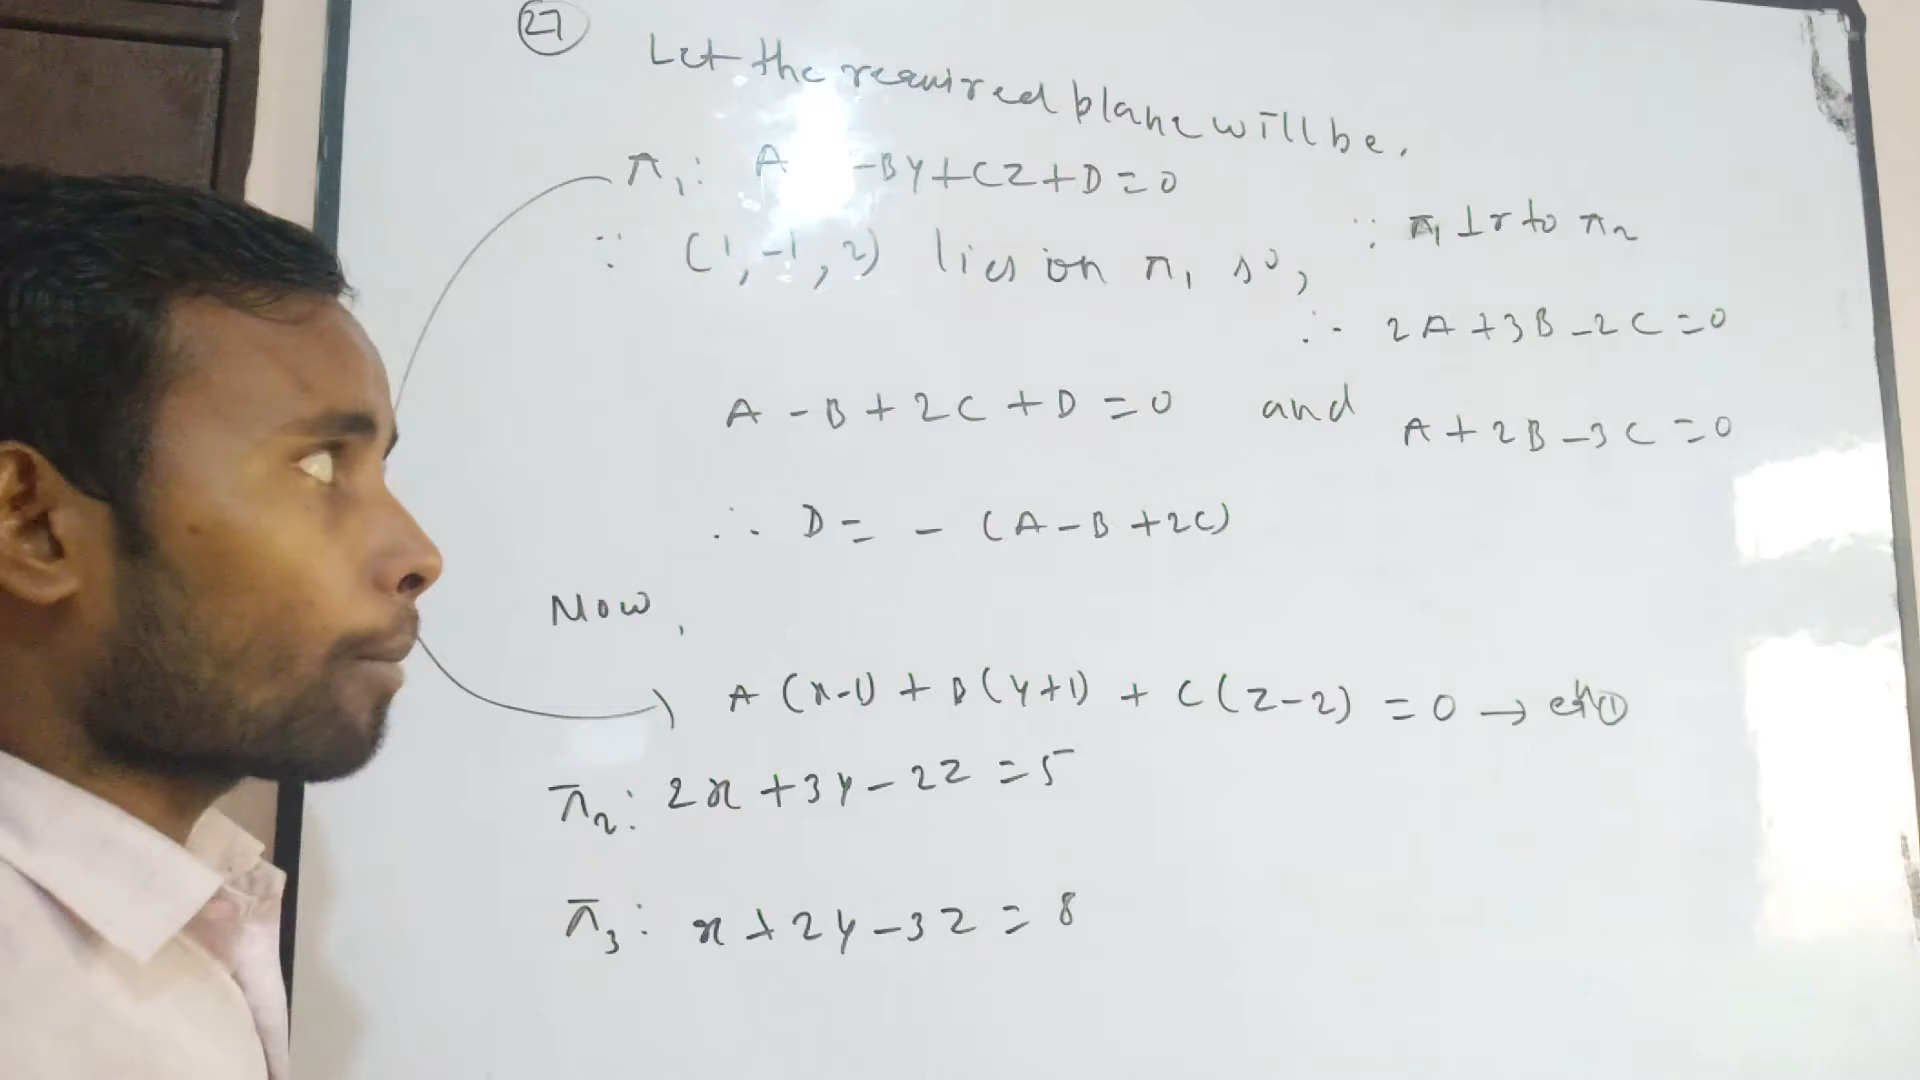 27
Let the required plane will be.
π₁: A -By+Cz+D=0
∵ (1,-1,2) lies on π₁ so,
∵ π₁ ⊥r to π₂
∴ 2A+3B-2C=0
A-B+2C+D=0 and
A+2B-3C=0
∴ D= -(A-B+2C)
Now,
A(x-1)+B(y+1)+C(z-2)=0 →
π₂: 2x+3y-2z=5
π₃: x+2y-3z=8